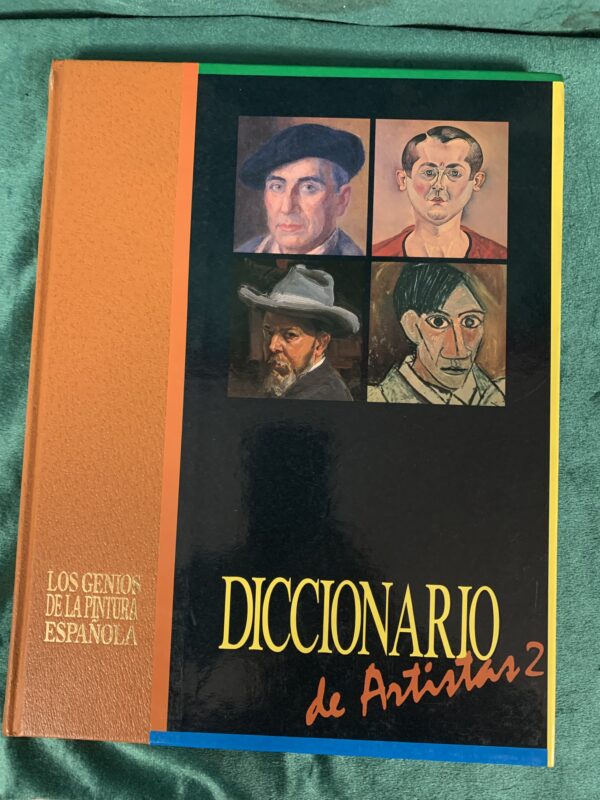 LOS GENIOS
DE LA PINTURA
ESPAÑOLA
DICCIONARIO
de Artistas 2